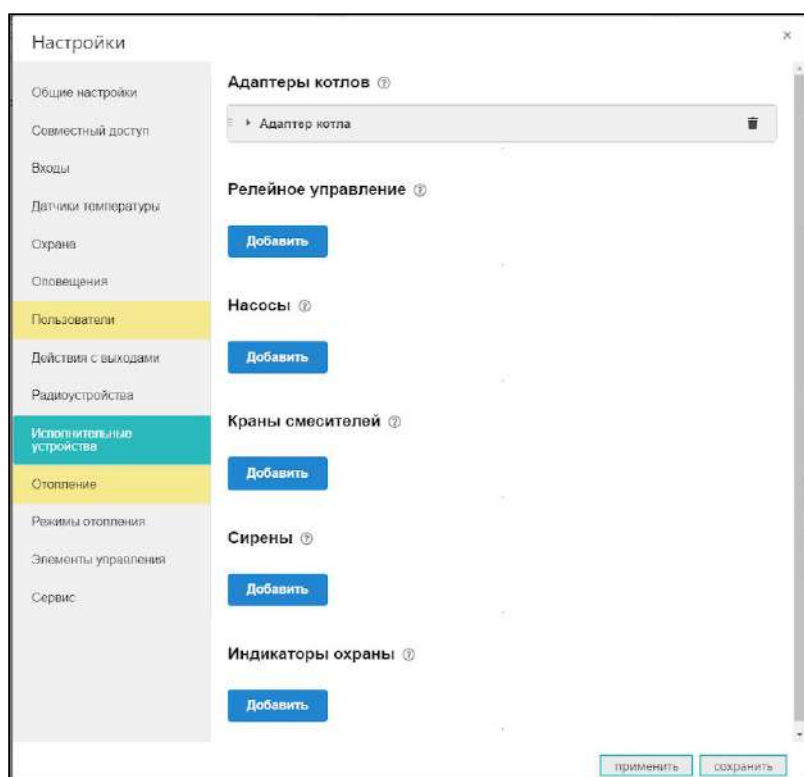 Настройки
Общие настройки
Совместный доступ
Входы
Датчики температуры
Охрана
Оповещения
Пользователи
Действия с выходами
Радиоустройства
Исполнительные
устройства
Отопление
Режимы отопления
Элементы управления
Сервис
Адаптеры котлов
Адаптер котла
Релейное управление
Добавить
Насосы
Добавить
Краны смесителей
Добавить
Сирены
Добавить
Индикаторы охраны
Добавить
применить
сохранить